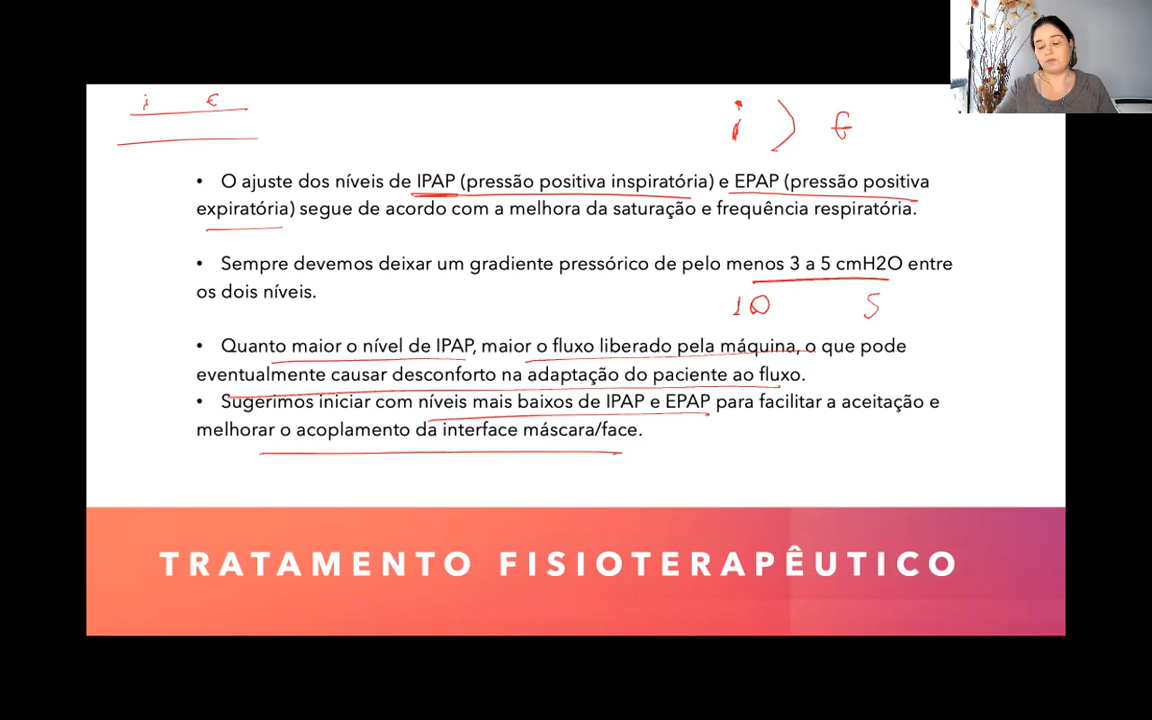 i €
i > E
• O ajuste dos níveis de IPAP (pressão positiva inspiratória) e EPAP (pressão positiva
expiratória) segue de acordo com a melhora da saturação e frequência respiratória.
• Sempre devemos deixar um gradiente pressórico de pelo menos 3 a 5 cmH2O entre
os dois níveis.
10 5
• Quanto maior o nível de IPAP, maior o fluxo liberado pela máquina, o que pode
eventualmente causar desconforto na adaptação do paciente ao fluxo.
• Sugerimos iniciar com níveis mais baixos de IPAP e EPAP para facilitar a aceitação e
melhorar o acoplamento da interface máscara/face.
TRATAMENTO FISIOTERAPÊUTICO